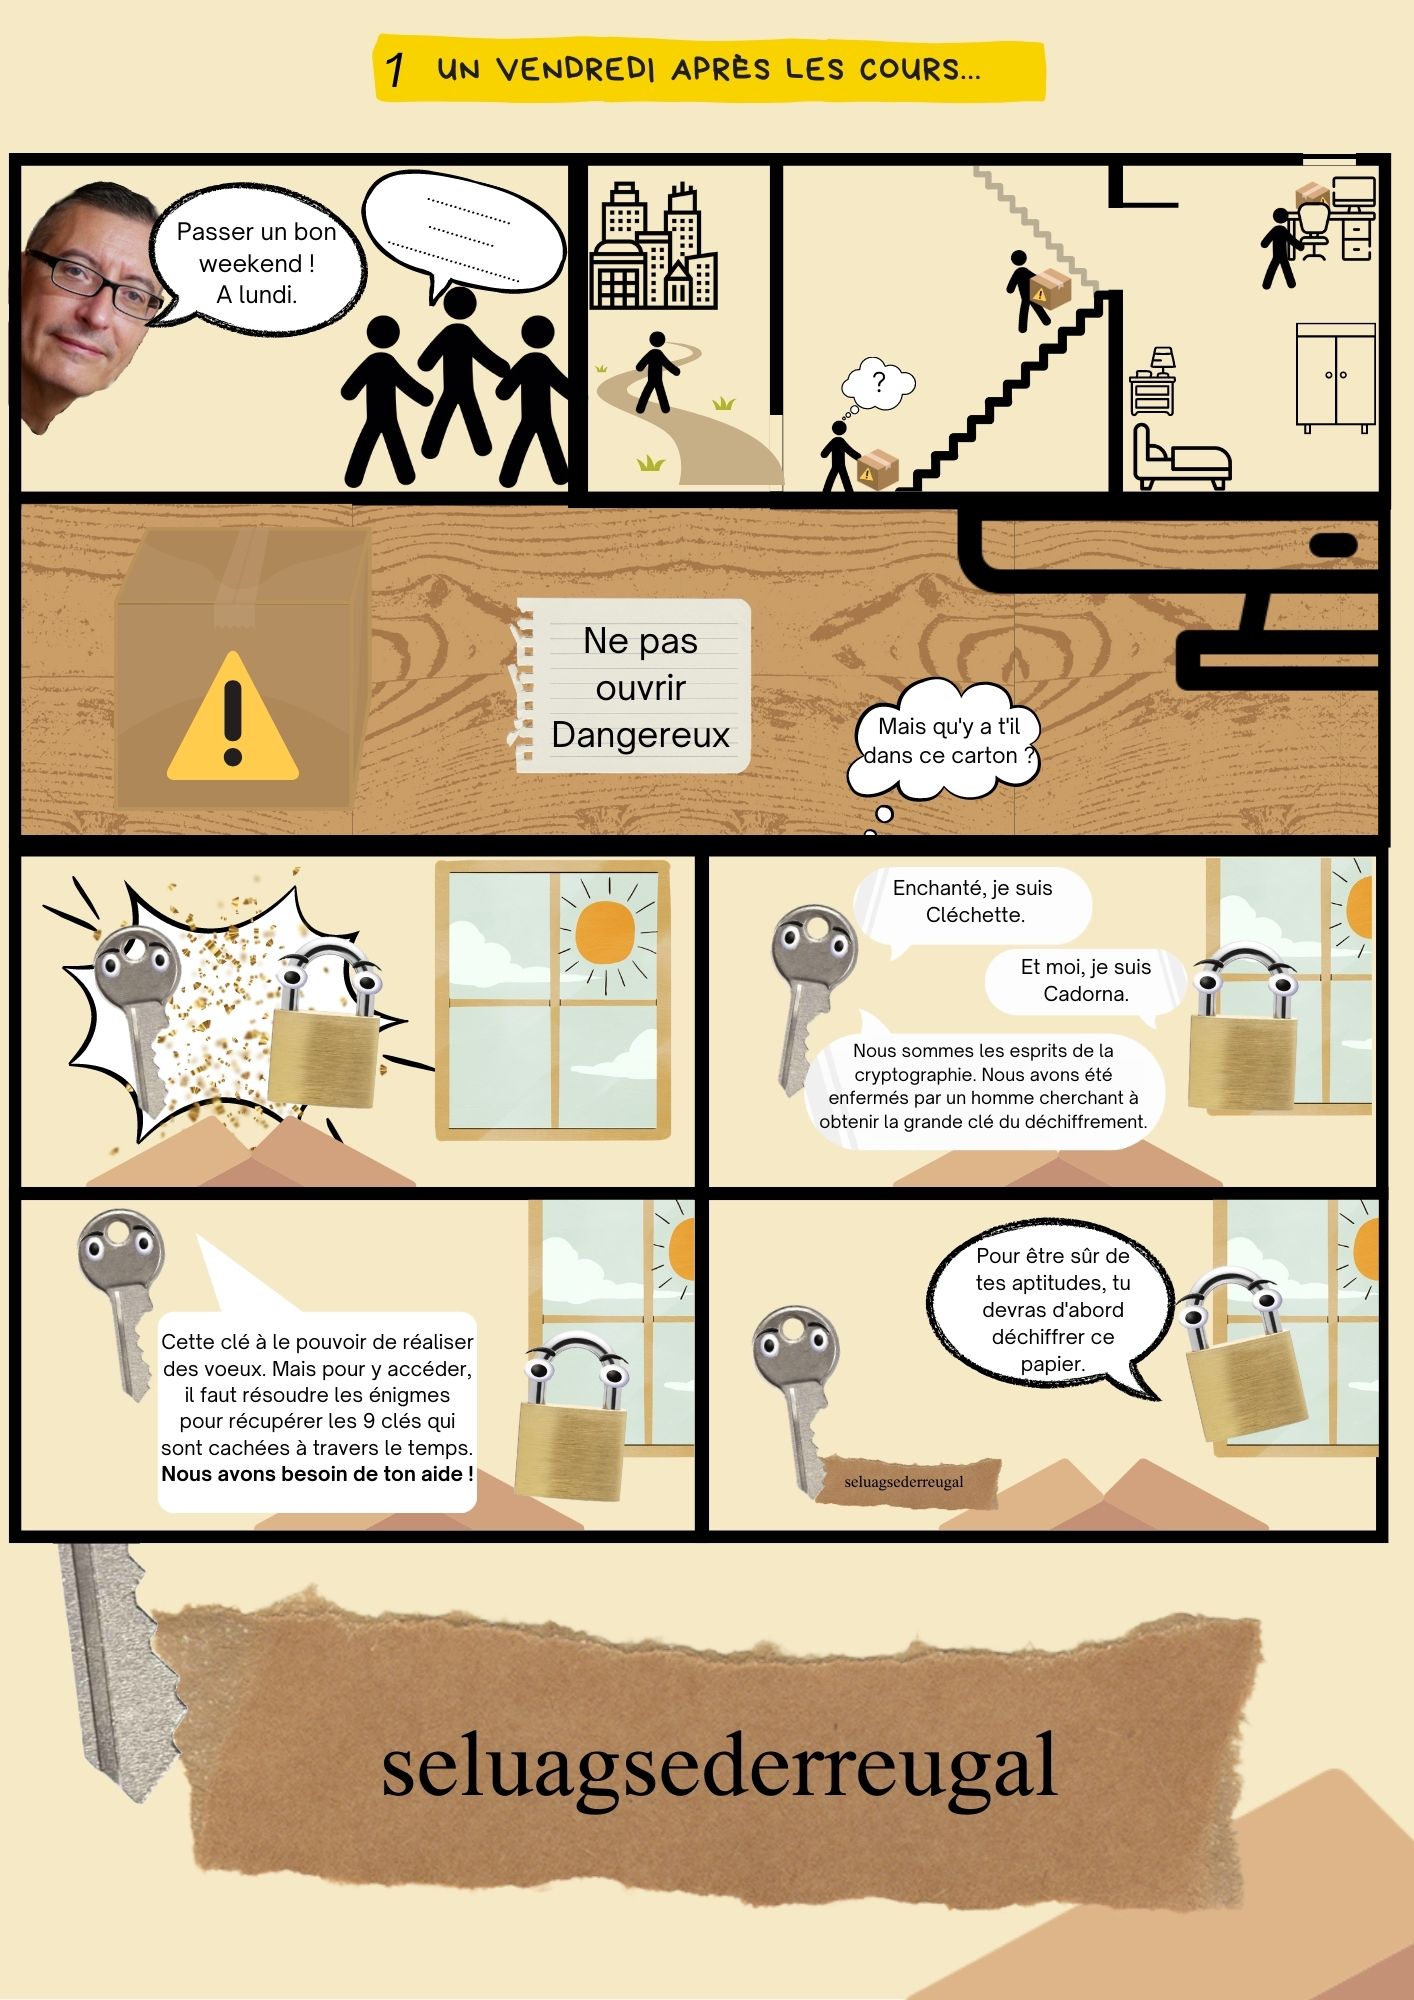 1 UN VENDREDI APRÈS LES COURS...
Passer un bon
weekend !
A lundi.
?
Ne pas
ouvrir
Dangereux
Mais qu'y a t'il
dans ce carton ?
Enchanté, je suis
Cléchette.
Et moi, je suis
Cadorna.
Nous sommes les esprits de la
cryptographie. Nous avons été
enfermés par un homme cherchant à
obtenir la grande clé du déchiffrement.
Cette clé à le pouvoir de réaliser
des voeux. Mais pour y accéder,
il faut résoudre les énigmes
pour récupérer les 9 clés qui
sont cachées à travers le temps.
Nous avons besoin de ton aide !
Pour être sûr de
tes aptitudes, tu
devras d'abord
déchiffrer ce
papier.
seluagsederreugal
seluagsederreugal